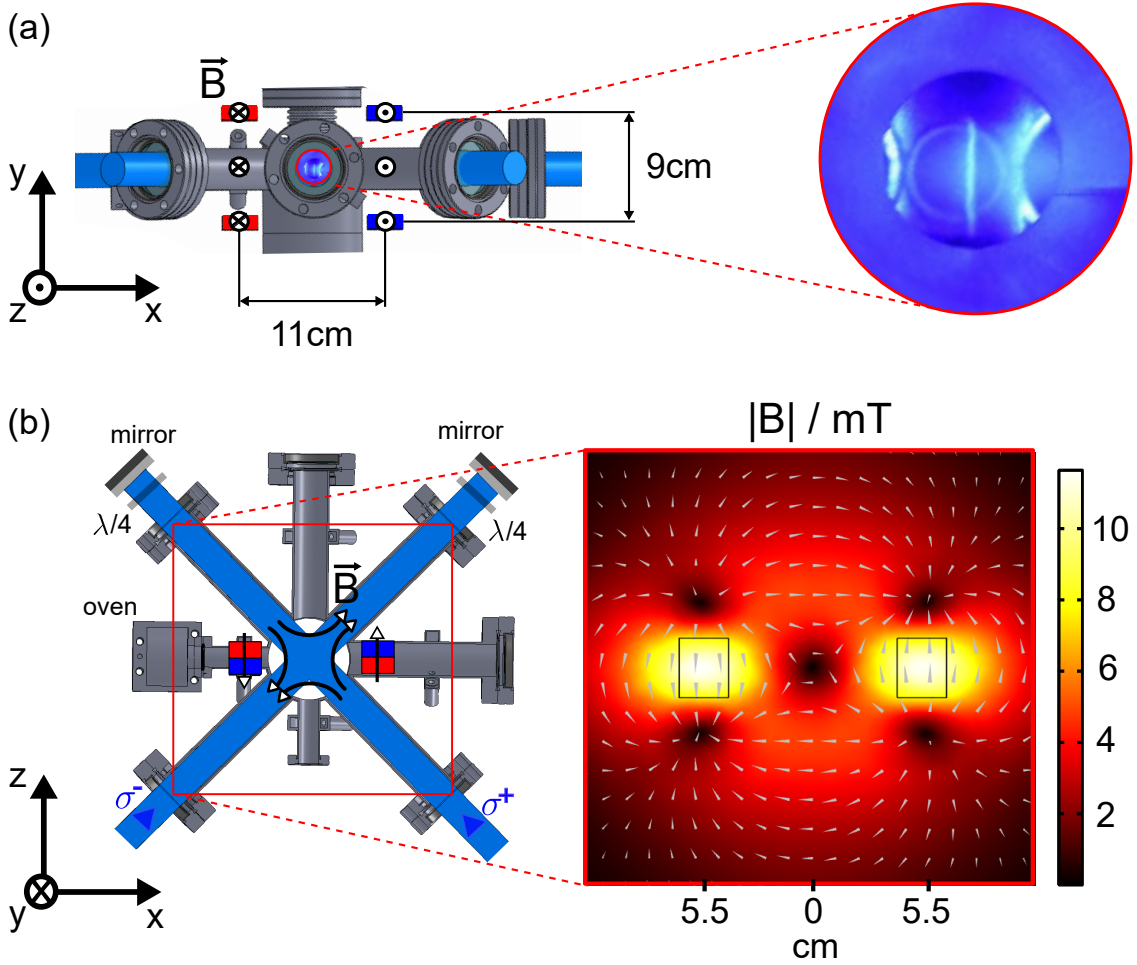 (a)
B
y
z
x
9cm
11cm
(b)
mirror
mirror
λ/4
λ/4
B
oven
σ-
σ+
z
y
x
|B| / mT
10
8
6
4
2
5.5
0
5.5
cm